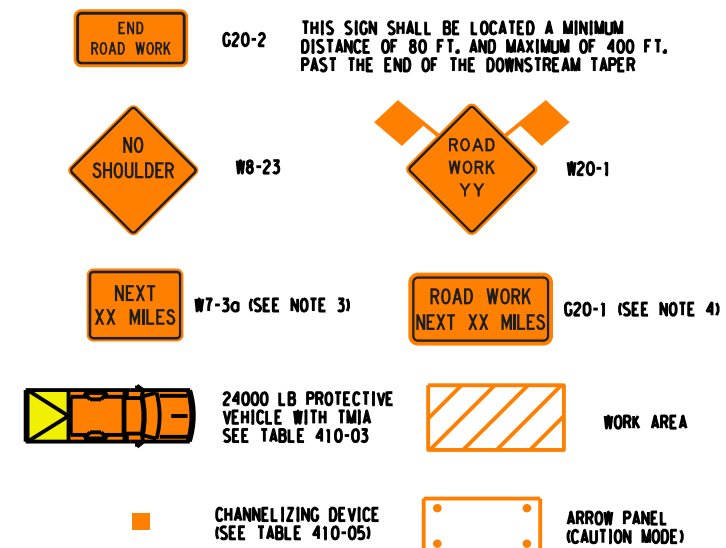 END
ROAD WORK
G20-2
THIS SIGN SHALL BE LOCATED A MINIMUM
DISTANCE OF 80 FT. AND MAXIMUM OF 400 FT.
PAST THE END OF THE DOWNSTREAM TAPER
NO
SHOULDER
W8-23
ROAD
WORK
YY
W20-1
NEXT
XX MILES
W7-3a (SEE NOTE 3)
ROAD WORK
NEXT XX MILES
G20-1 (SEE NOTE 4)
24000 LB PROTECTIVE
VEHICLE WITH TMIA
SEE TABLE 410-03
WORK AREA
CHANNELIZING DEVICE
(SEE TABLE 410-05)
ARROW PANEL
(CAUTION MODE)